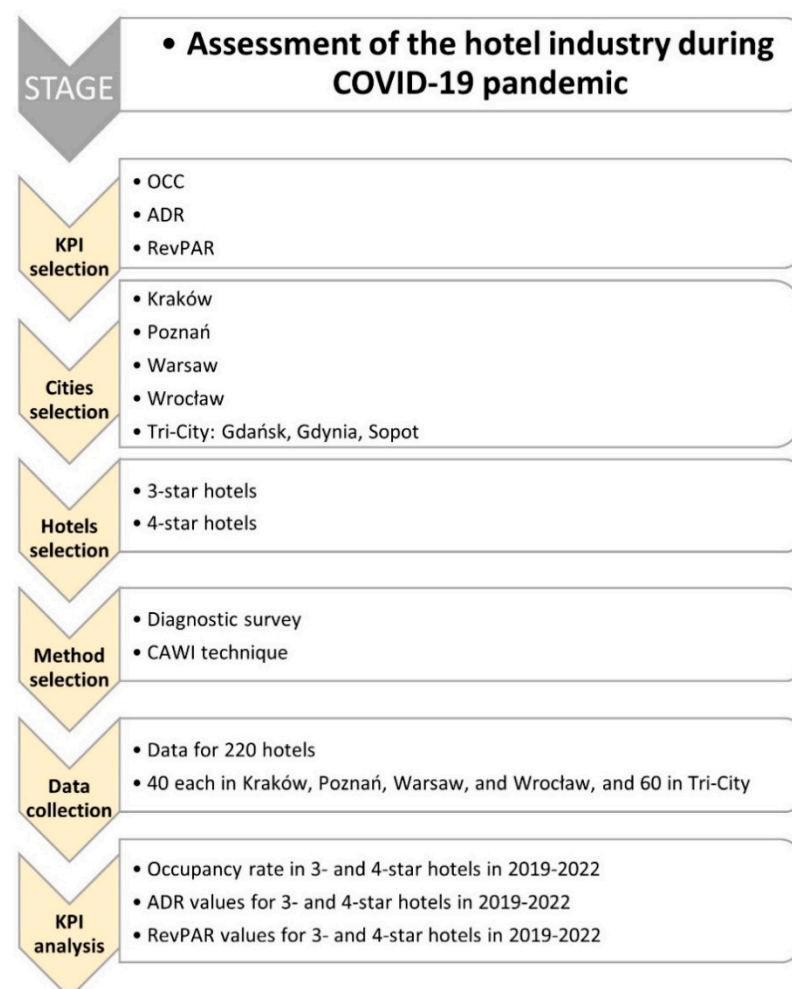 STAGE
• Assessment of the hotel industry during
COVID-19 pandemic
KPI
selection
• OCC
• ADR
• RevPAR
Cities
selection
• Kraków
• Poznań
• Warsaw
• Wrocław
• Tri-City: Gdańsk, Gdynia, Sopot
Hotels
selection
• 3-star hotels
• 4-star hotels
Method
selection
• Diagnostic survey
• CAWI technique
Data
collection
• Data for 220 hotels
• 40 each in Kraków, Poznań, Warsaw, and Wrocław, and 60 in Tri-City
KPI
analysis
• Occupancy rate in 3- and 4-star hotels in 2019-2022
• ADR values for 3- and 4-star hotels in 2019-2022
• RevPAR values for 3- and 4-star hotels in 2019-2022